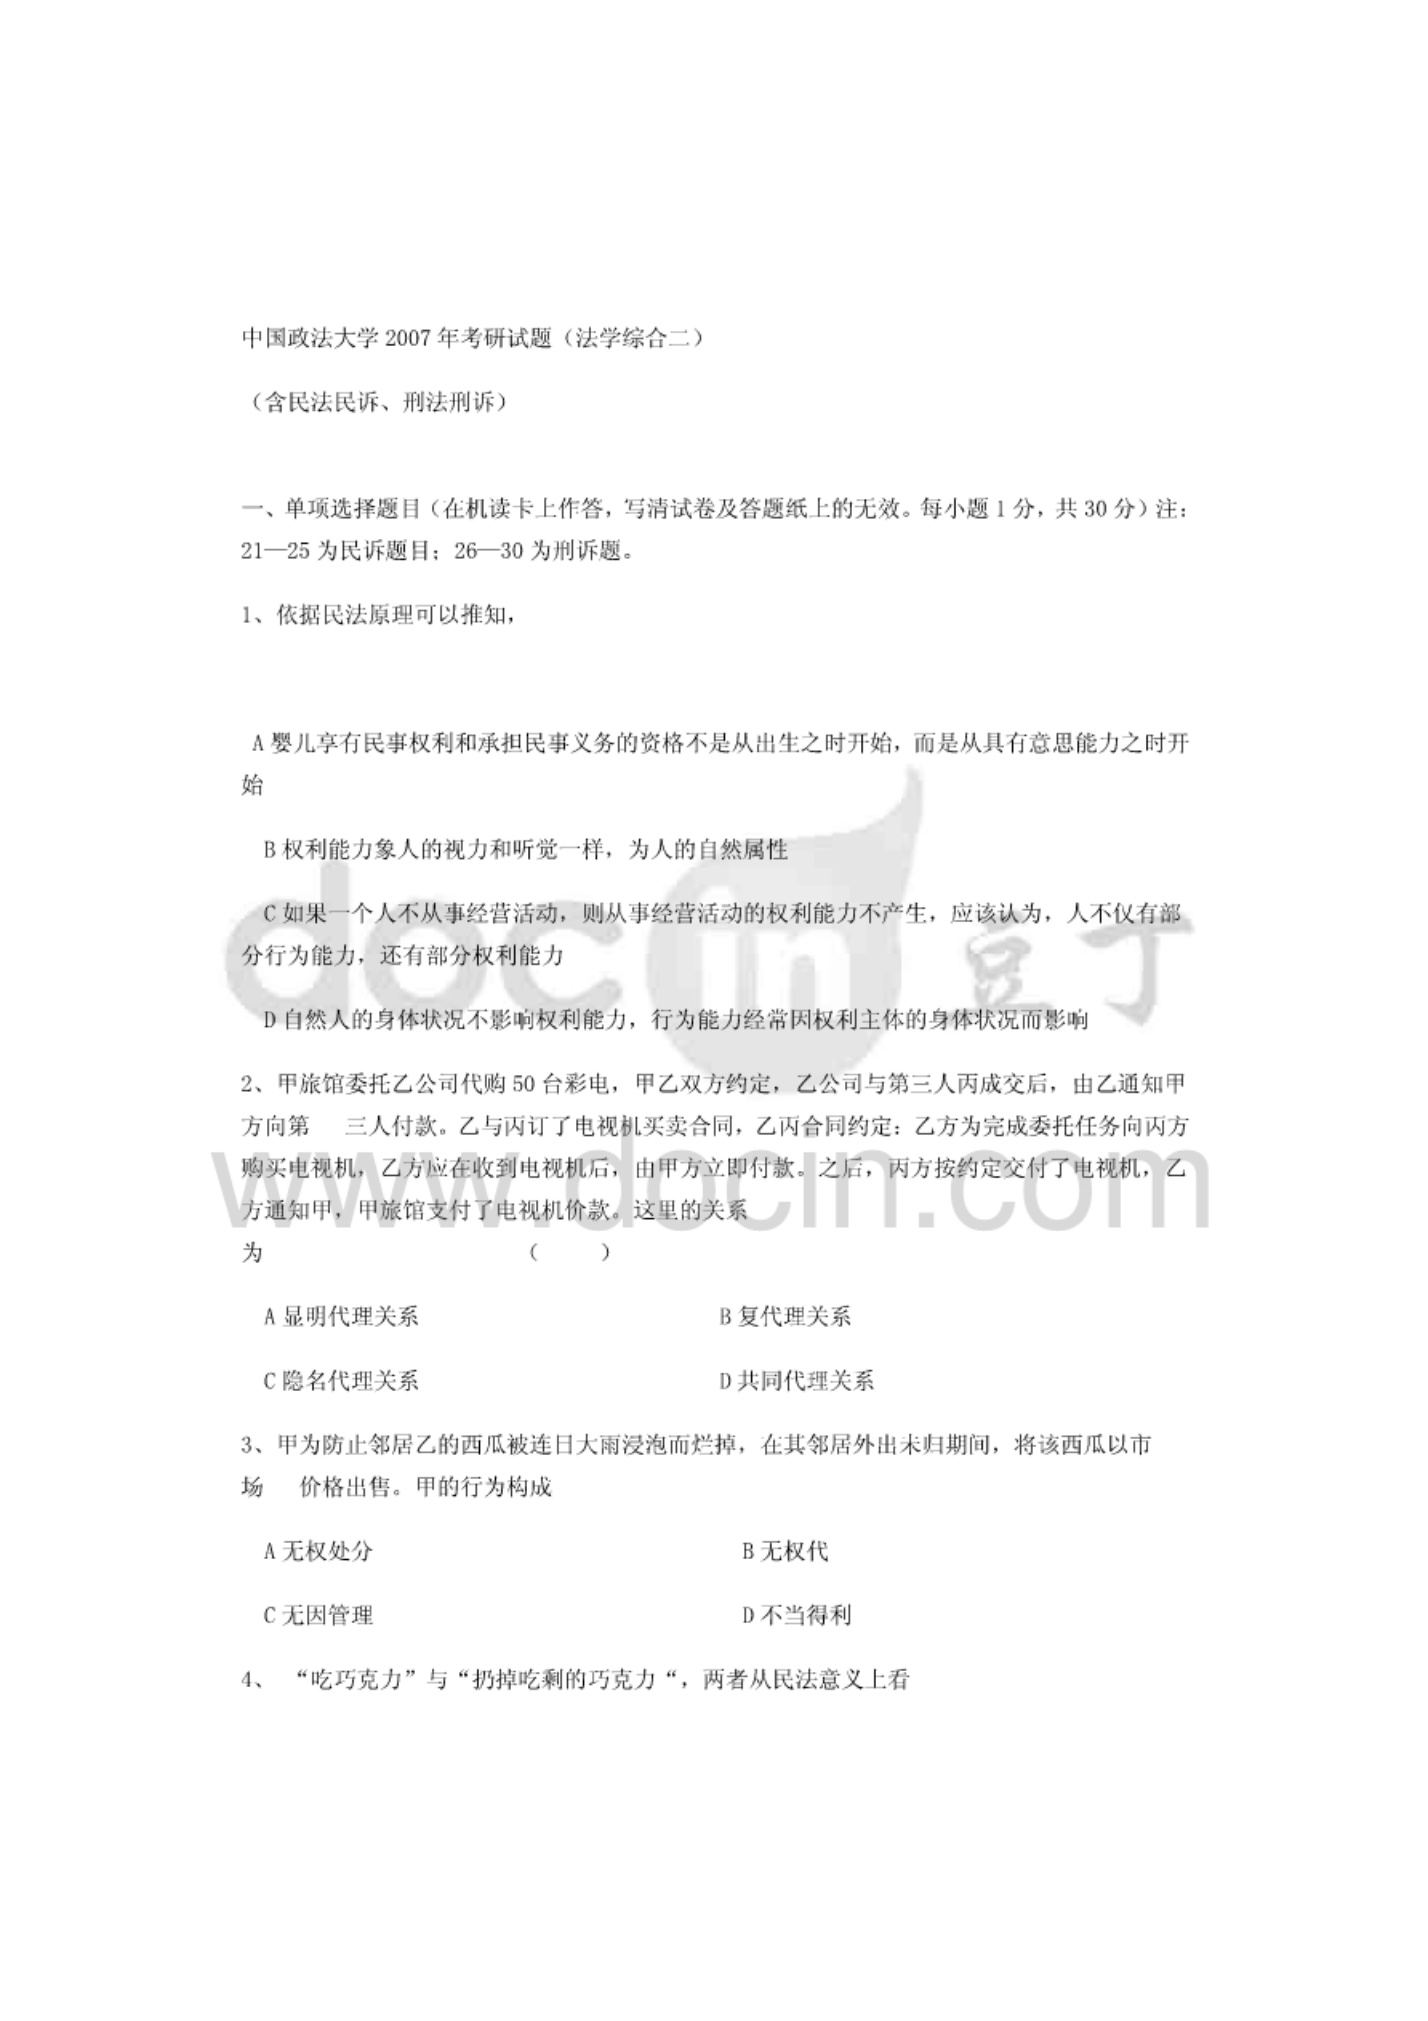 中国政法大学 2007 年考研试题（法学综合二）
（含民法民诉、刑法刑诉）
一、单项选择题目（在机读卡上作答，写清试卷及答题纸上的无效。每小题 1 分，共 30 分）注：
21—25 为民诉题目；26—30 为刑诉题。
1、依据民法原理可以推知，
A 婴儿享有民事权利和承担民事义务的资格不是从出生之时开始，而是从具有意思能力之时开
始
B 权利能力象人的视力和听觉一样，为人的自然属性
C 如果一个人不从事经营活动，则从事经营活动的权利能力不产生，应该认为，人不仅有部
分行为能力，还有部分权利能力
D 自然人的身体状况不影响权利能力，行为能力经常因权利主体的身体状况而影响
2、甲旅馆委托乙公司代购 50 台彩电，甲乙双方约定，乙公司与第三人丙成交后，由乙通知甲
方向第 三人付款。乙与丙订了电视机买卖合同，乙丙合同约定：乙方为完成委托任务向丙方
购买电视机，乙方应在收到电视机后，由甲方立即付款。之后，丙方按约定交付了电视机，乙
方通知甲，甲旅馆支付了电视机价款。这里的关系
为 （ ）
A 显明代理关系 B 复代理关系
C 隐名代理关系 D 共同代理关系
3、甲为防止邻居乙的西瓜被连日大雨浸泡而烂掉，在其邻居外出未归期间，将该西瓜以市
场 价格出售。甲的行为构成
A 无权处分 B 无权代
C 无因管理 D 不当得利
4、 “吃巧克力”与“扔掉吃剩的巧克力“，两者从民法意义上看
docin 豆丁
www.docin.com